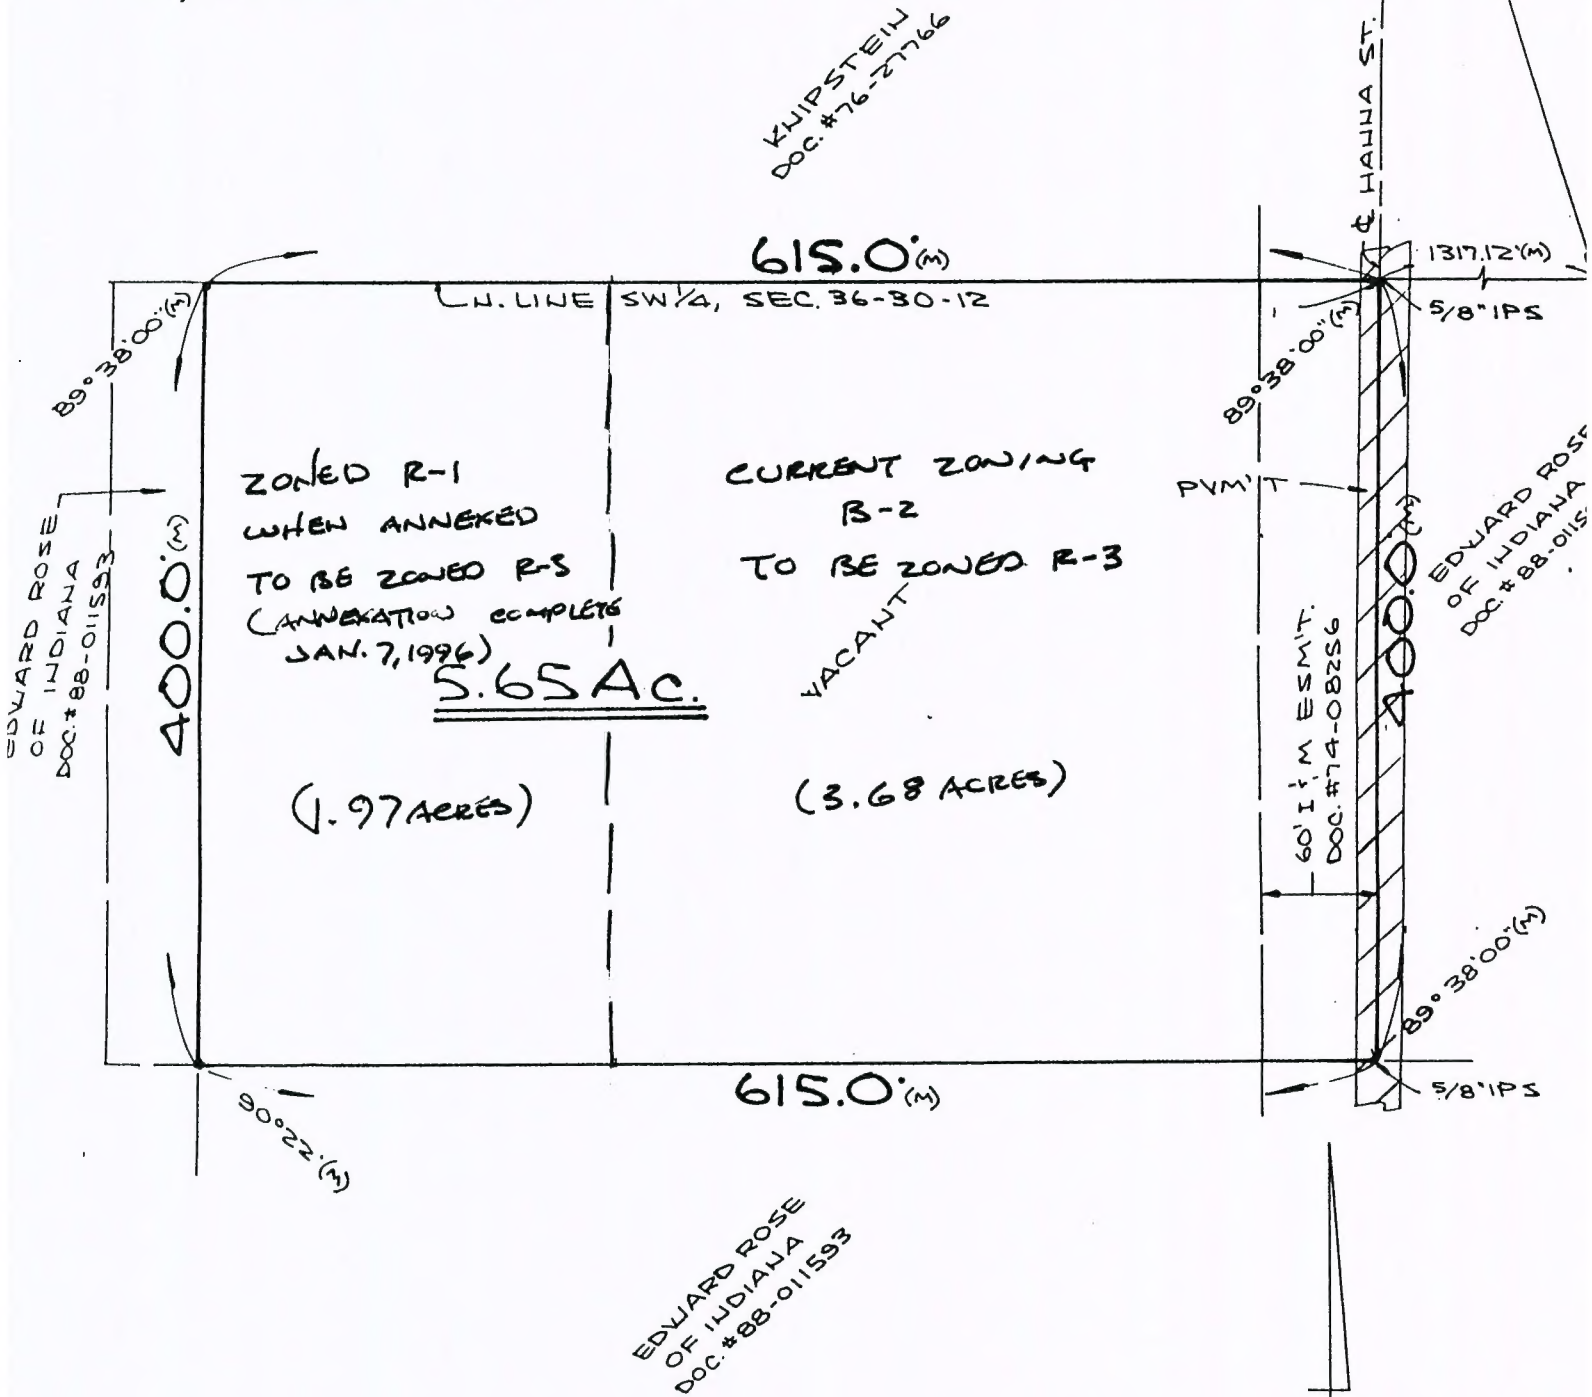 KNIPSTEIN
DOC. #76-27766
℄ HANNA ST.
615.0'(M)
1317.12'(M)
N. LINE SW 1/4, SEC. 36-30-12
5/8" IPS
89°38'00"(M)
89°38'00"(M)
ZONED R-1
WHEN ANNEXED
TO BE ZONED R-3
(ANNEXATION COMPLETE
JAN. 7, 1996)
CURRENT ZONING
B-2
TO BE ZONED R-3
VACANT
PVM'T
EDWARD ROSE
OF INDIANA
DOC. # 88-0115
EDWARD ROSE
OF INDIANA
DOC. # 88-011593
400.0'(M)
400.0'(M)
5.65 AC.
(1.97 ACRES)
(3.68 ACRES)
60' I & M ESM'T.
DOC. #74-08256
89°38'00"(M)
5/8" IPS
615.0'(M)
90°22'(M)
EDWARD ROSE
OF INDIANA
DOC. #88-011593